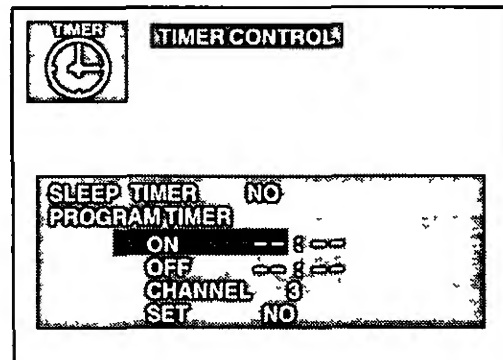 TIMER
TIMER CONTROL
SLEEP TIMER NO
PROGRAM TIMER
ON --:--
OFF --:--
CHANNEL 3
SET NO